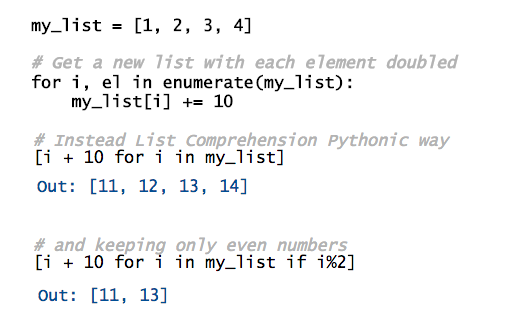 my_list = [1, 2, 3, 4]
# Get a new list with each element doubled
for i, el in enumerate(my_list):
    my_list[i] += 10
# Instead List Comprehension Pythonic way
[i + 10 for i in my_list]
Out: [11, 12, 13, 14]
# and keeping only even numbers
[i + 10 for i in my_list if i%2]
Out: [11, 13]